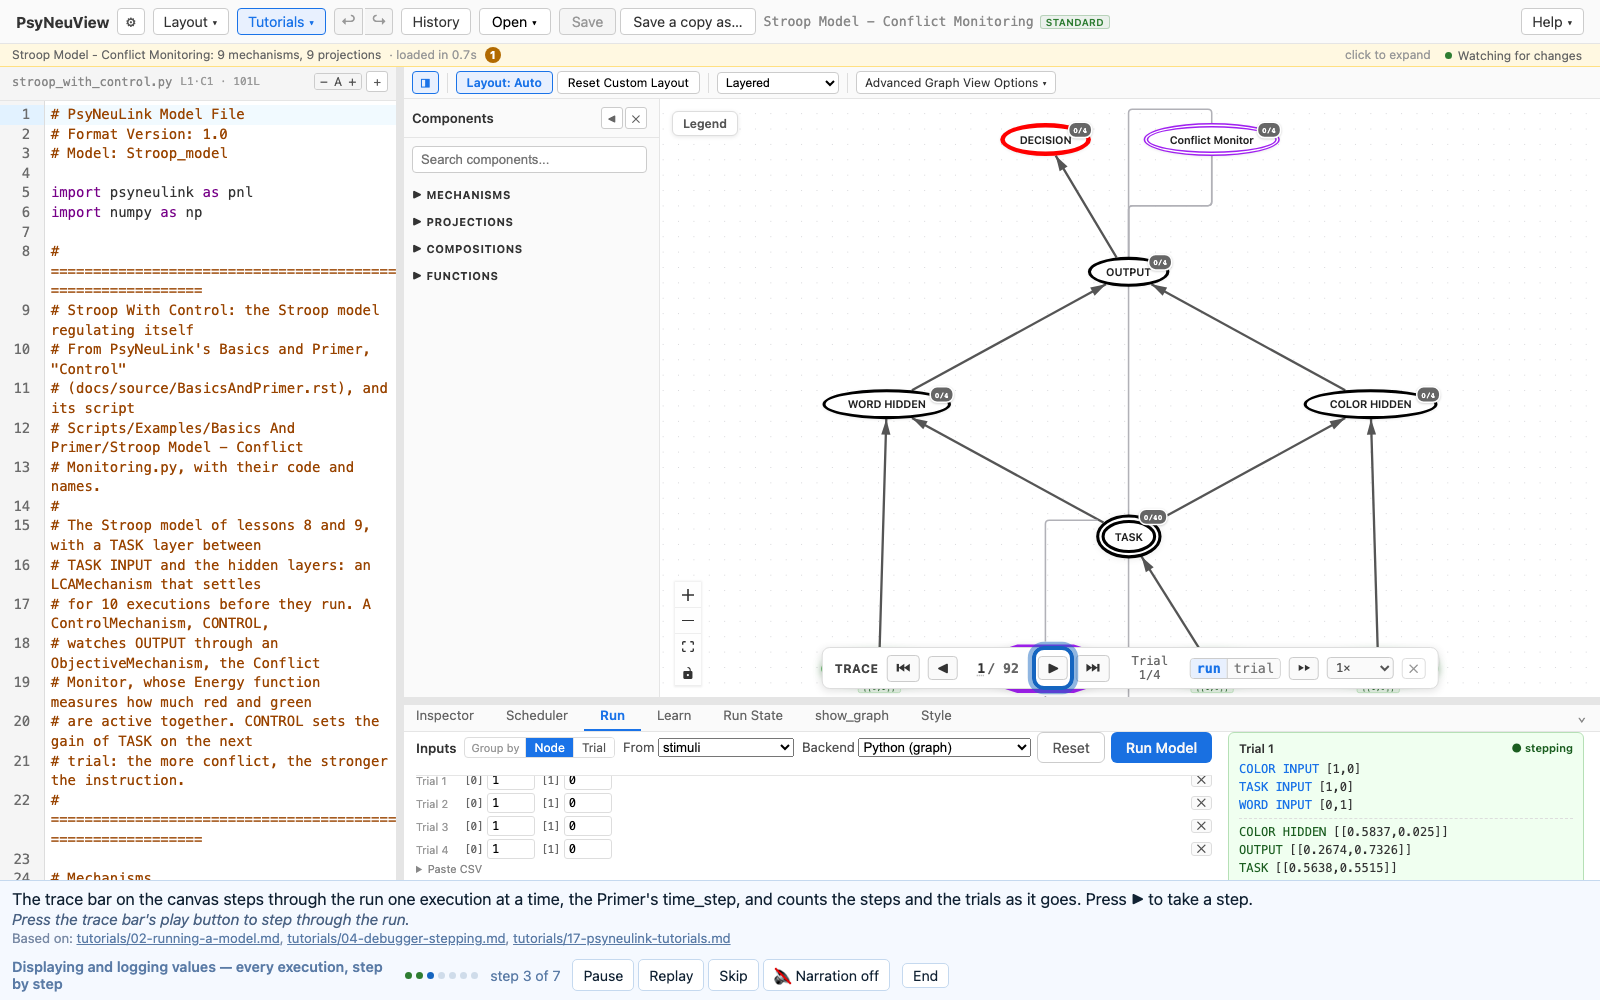 PsyNeuView
Layout ▾
Tutorials ▾
History
Open ▾
Save
Save a copy as...
Stroop Model – Conflict Monitoring
STANDARD
Help ▾
Stroop Model - Conflict Monitoring: 9 mechanisms, 9 projections · loaded in 0.7s 1
click to expand
Watching for changes
stroop_with_control.py L1·C1 · 101L
− A +
+
Layout: Auto
Reset Custom Layout
Layered
Advanced Graph View Options ▾
1 # PsyNeuLink Model File
2 # Format Version: 1.0
3 # Model: Stroop_model
4
5 import psyneulink as pnl
6 import numpy as np
7
8 #
=========================================
==================
9 # Stroop With Control: the Stroop model
regulating itself
10 # From PsyNeuLink's Basics and Primer,
"Control"
11 # (docs/source/BasicsAndPrimer.rst), and
its script
12 # Scripts/Examples/Basics And
Primer/Stroop Model – Conflict
13 # Monitoring.py, with their code and
names.
14 #
15 # The Stroop model of lessons 8 and 9,
with a TASK layer between
16 # TASK INPUT and the hidden layers: an
LCAMechanism that settles
17 # for 10 executions before they run. A
ControlMechanism, CONTROL,
18 # watches OUTPUT through an
ObjectiveMechanism, the Conflict
19 # Monitor, whose Energy function
measures how much red and green
20 # are active together. CONTROL sets the
gain of TASK on the next
21 # trial: the more conflict, the stronger
the instruction.
22 #
=========================================
==================
23
24 # Mechanisms
Components
Search components...
MECHANISMS
PROJECTIONS
COMPOSITIONS
FUNCTIONS
Legend
DECISION 0/4
Conflict Monitor 0/4
OUTPUT 0/4
WORD HIDDEN 0/4
COLOR HIDDEN 0/4
TASK 0/40
TRACE
1 / 92
Trial
1/4
run trial
1×
Inspector
Scheduler
Run
Learn
Run State
show_graph
Style
Inputs
Group by
Node
Trial
From stimuli
Backend Python (graph)
Reset
Run Model
Trial 1 [0] 1 [1] 0
Trial 2 [0] 1 [1] 0
Trial 3 [0] 1 [1] 0
Trial 4 [0] 1 [1] 0
Paste CSV
Trial 1
stepping
COLOR INPUT [1,0]
TASK INPUT [1,0]
WORD INPUT [0,1]
COLOR HIDDEN [[0.5837,0.025]]
OUTPUT [[0.2674,0.7326]]
TASK [[0.5638,0.5515]]
The trace bar on the canvas steps through the run one execution at a time, the Primer's time_step, and counts the steps and the trials as it goes. Press ▶ to take a step.
Press the trace bar's play button to step through the run.
Based on: tutorials/02-running-a-model.md, tutorials/04-debugger-stepping.md, tutorials/17-psyneulink-tutorials.md
Displaying and logging values — every execution, step
by step
step 3 of 7
Pause
Replay
Skip
Narration off
End